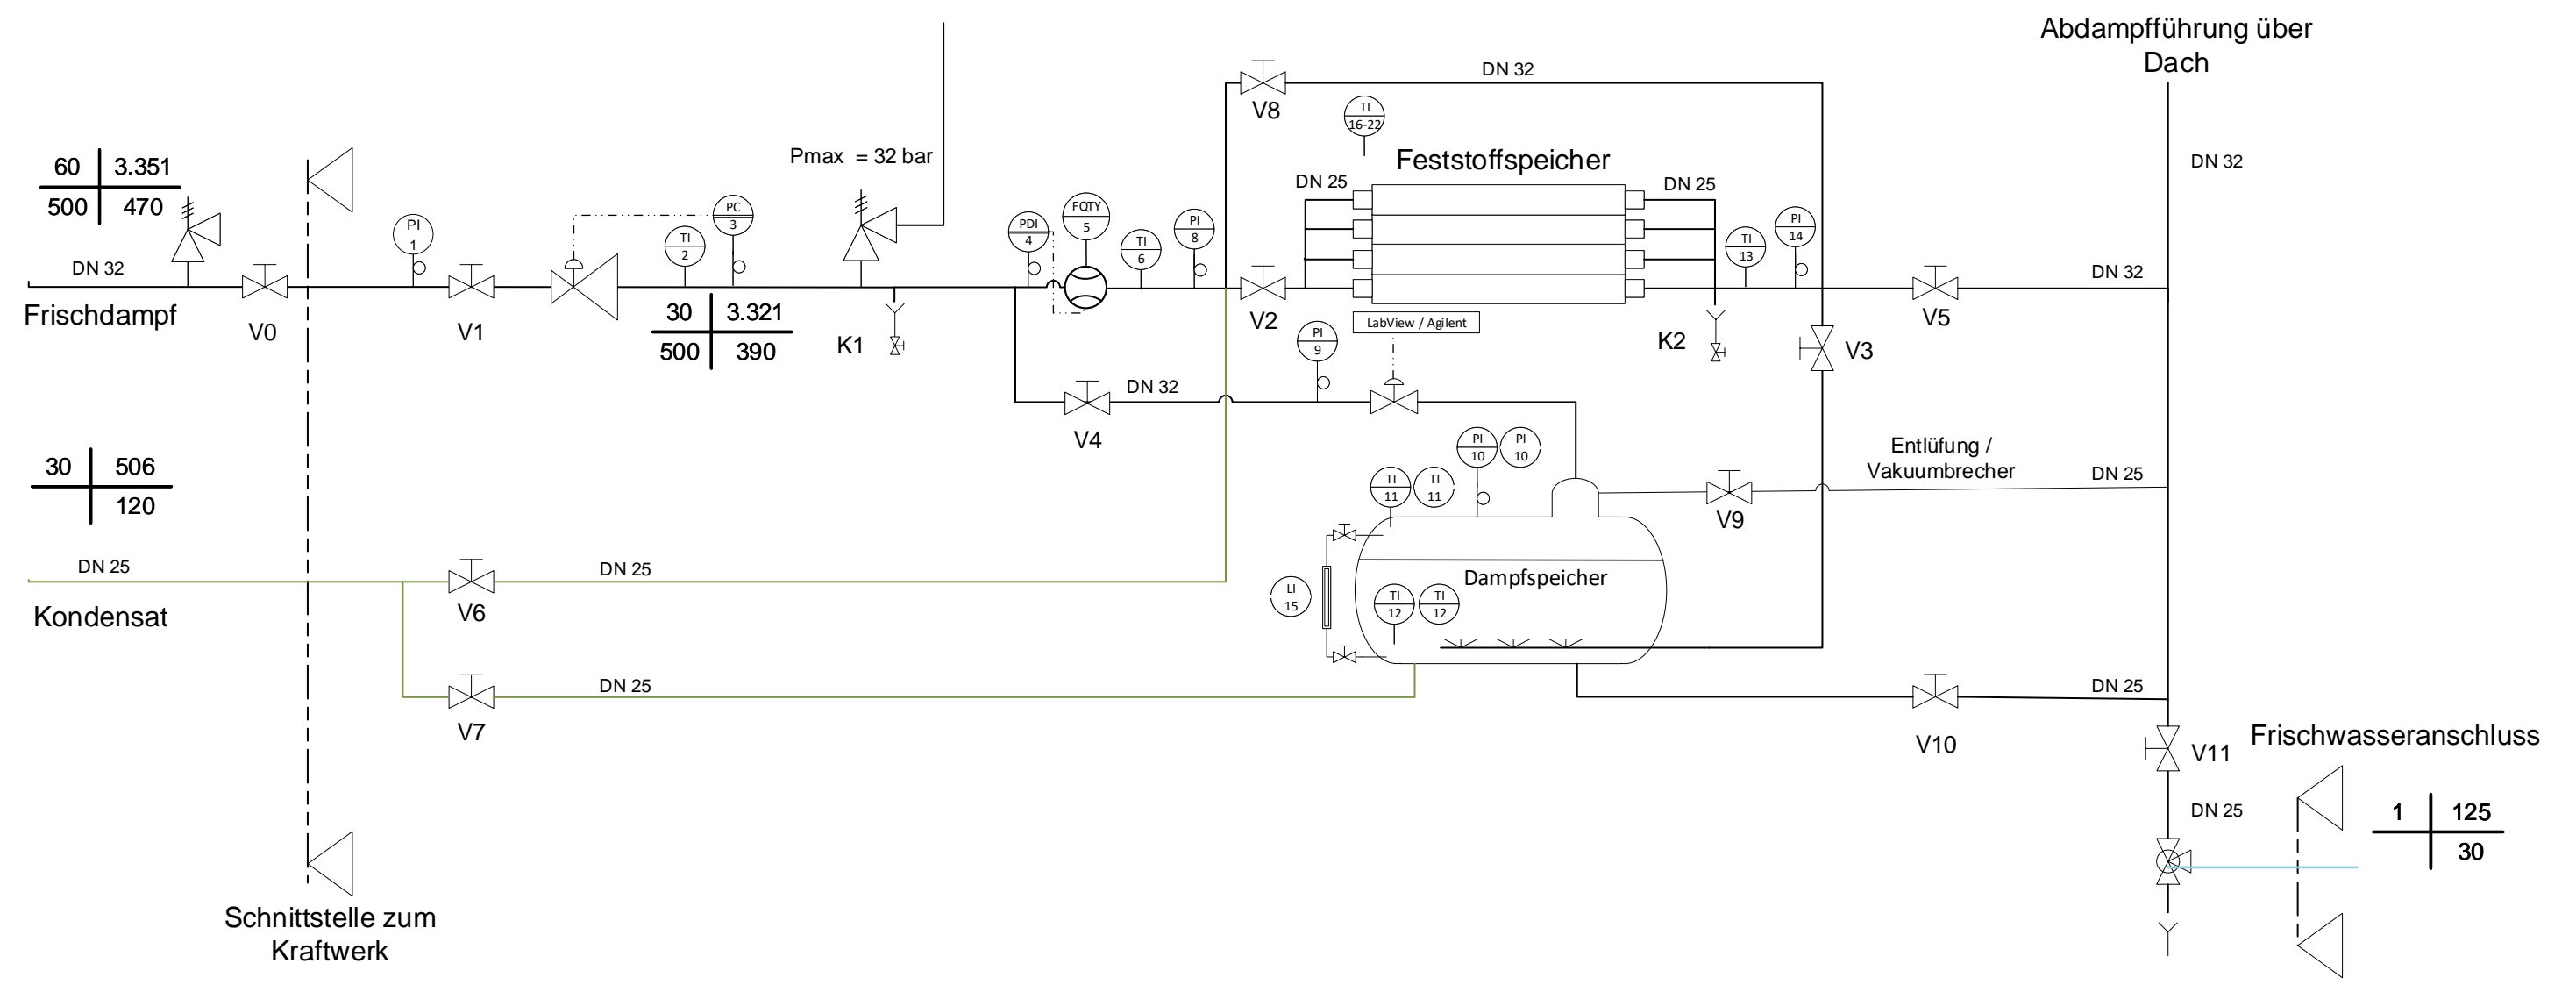 Abdampfführung über
Dach
DN 32
V8
TI
16-22
Pmax  = 32 bar
Feststoffspeicher
DN 32
60
3.351
500
470
DN 25
DN 25
PI
1
PC
3
TI
2
PDI
4
FQTY
5
TI
6
PI
8
TI
13
PI
14
DN 32
DN 32
Frischdampf
V0
V1
30
3.321
500
390
K1
V2
LabView / Agilent
PI
9
K2
V3
V5
DN 32
V4
PI
10
PI
10
TI
11
TI
11
Entlüfung /
Vakuumbrecher
DN 25
V9
30
506
120
DN 25
DN 25
Kondensat
V6
Dampfspeicher
LI
15
TI
12
TI
12
DN 25
V7
DN 25
V10
V11
Frischwasseranschluss
DN 25
1
125
30
Schnittstelle zum
Kraftwerk